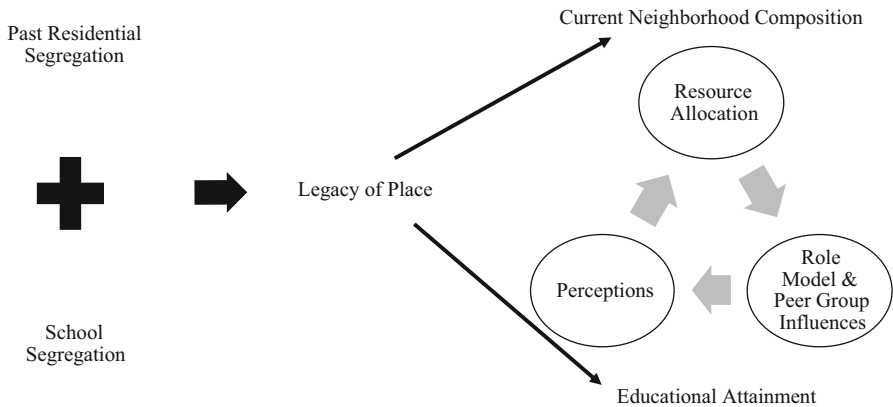 Past Residential
Segregation
School
Segregation
Legacy of Place
Current Neighborhood Composition
Resource
Allocation
Perceptions
Role
Model &
Peer Group
Influences
Educational Attainment